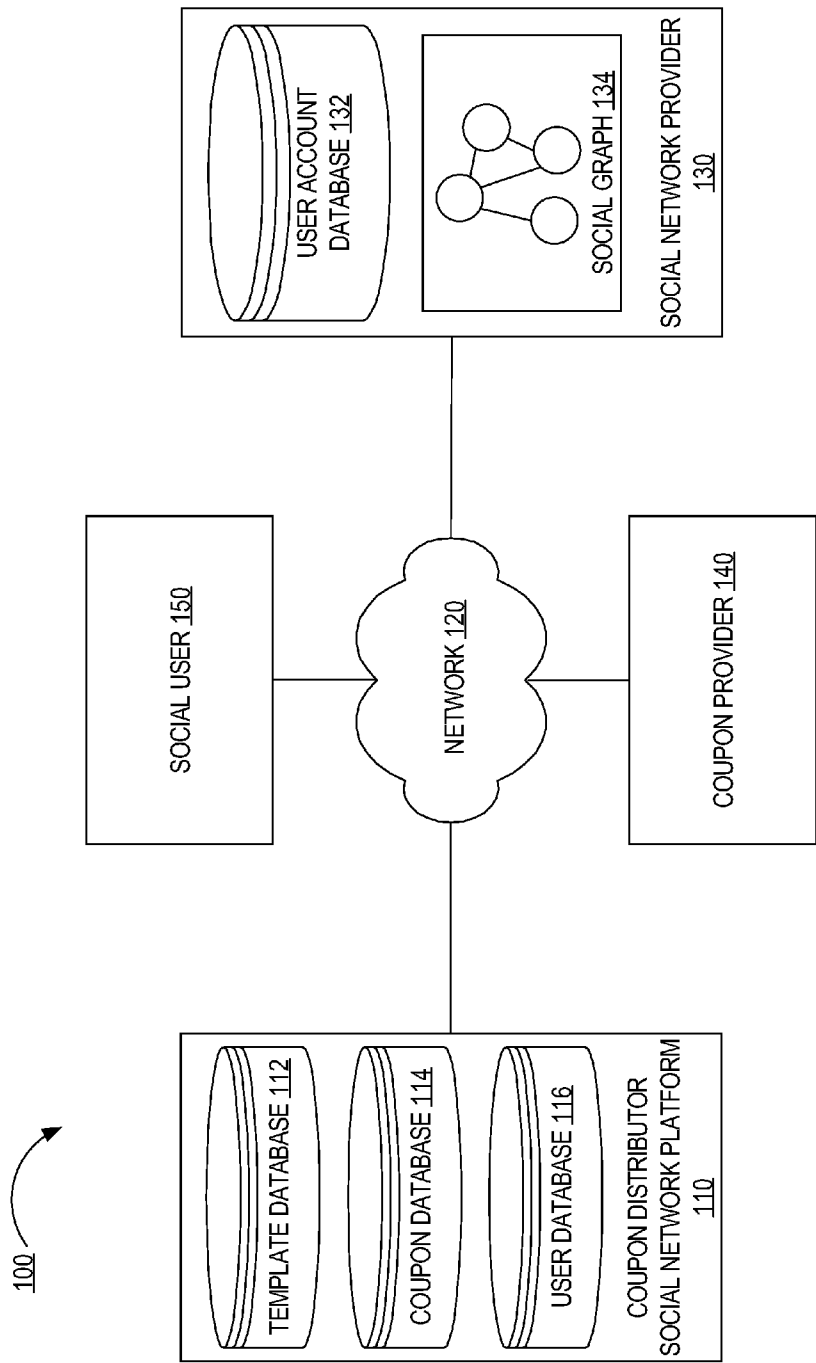 100
TEMPLATE DATABASE 112
COUPON DATABASE 114
USER DATABASE 116
COUPON DISTRIBUTOR
SOCIAL NETWORK PLATFORM
110
SOCIAL USER 150
NETWORK 120
COUPON PROVIDER 140
USER ACCOUNT
DATABASE 132
SOCIAL GRAPH 134
SOCIAL NETWORK PROVIDER
130